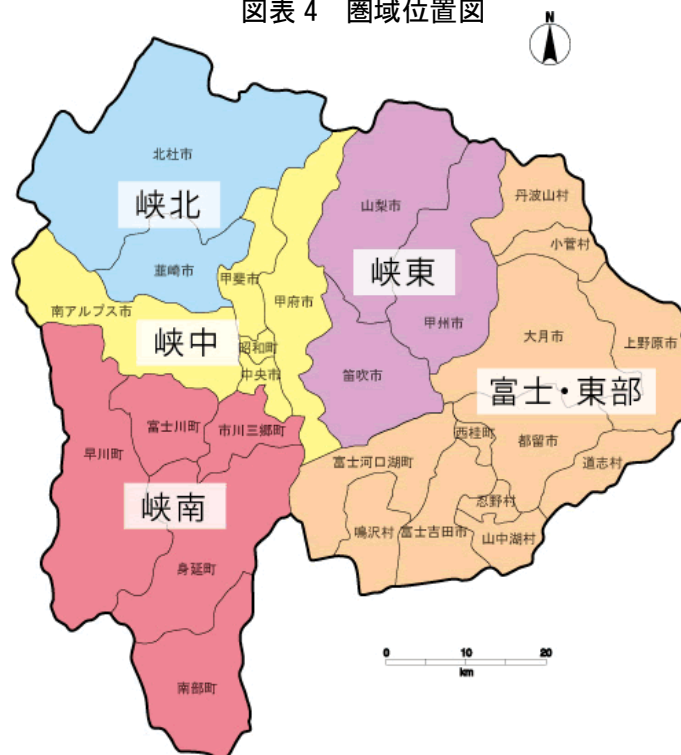 図表 4 圏域位置図
N
北杜市
丹波山村
峡北
山梨市
小菅村
韮崎市
甲斐市
峡東
甲府市
南アルプス市
甲州市
大月市
上野原市
峡中
昭和町
中央市
笛吹市
富士・東部
富士川町
市川三郷町
西桂町
都留市
早川町
富士河口湖町
道志村
峡南
忍野村
鳴沢村
富士吉田市
山中湖村
身延町
0 10 20
km
南部町